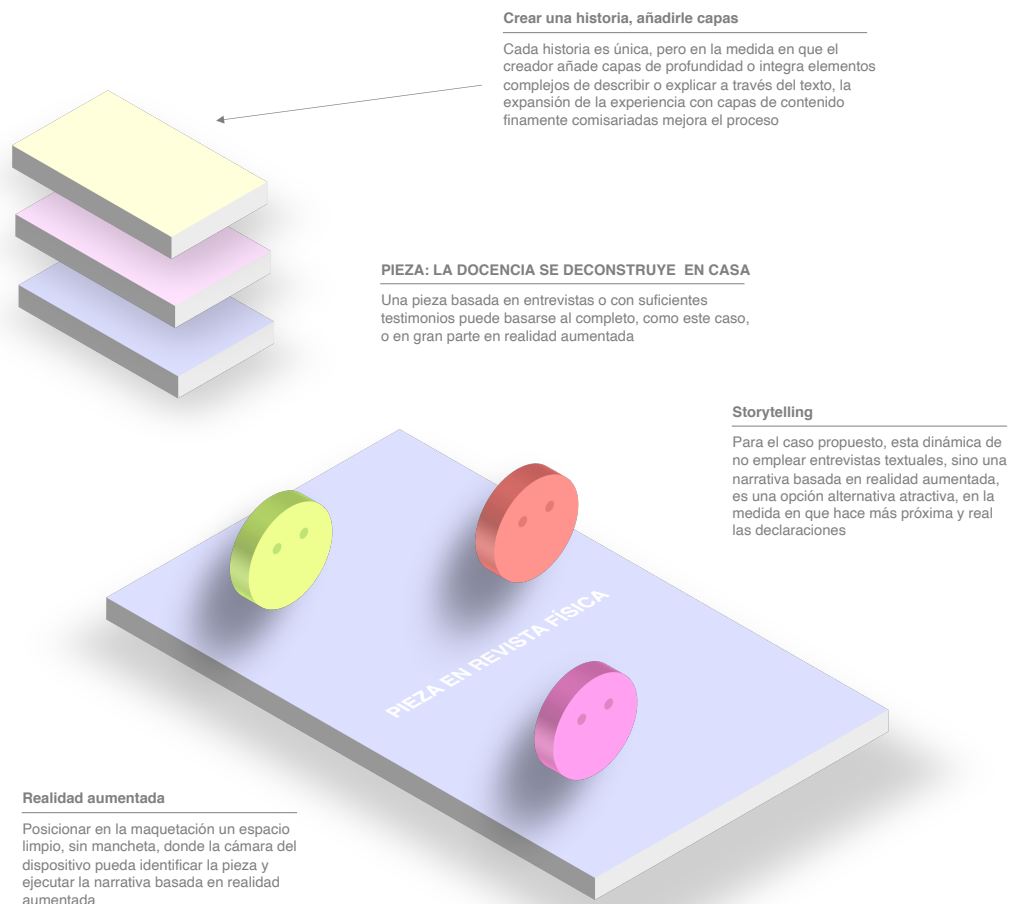 Crear una historia, añadirle capas
Cada historia es única, pero en la medida en que el
creador añade capas de profundidad o integra elementos
complejos de describir o explicar a través del texto, la
expansión de la experiencia con capas de contenido
finamente comisariadas mejora el proceso
PIEZA: LA DOCENCIA SE DECONSTRUYE  EN CASA
Una pieza basada en entrevistas o con suficientes
testimonios puede basarse al completo, como este caso,
o en gran parte en realidad aumentada
Storytelling
Para el caso propuesto, esta dinámica de
no emplear entrevistas textuales, sino una
narrativa basada en realidad aumentada,
es una opción alternativa atractiva, en la
medida en que hace más próxima y real
las declaraciones
PIEZA EN REVISTA FÍSICA
Realidad aumentada
Posicionar en la maquetación un espacio
limpio, sin mancheta, donde la cámara del
dispositivo pueda identificar la pieza y
ejecutar la narrativa basada en realidad
aumentada